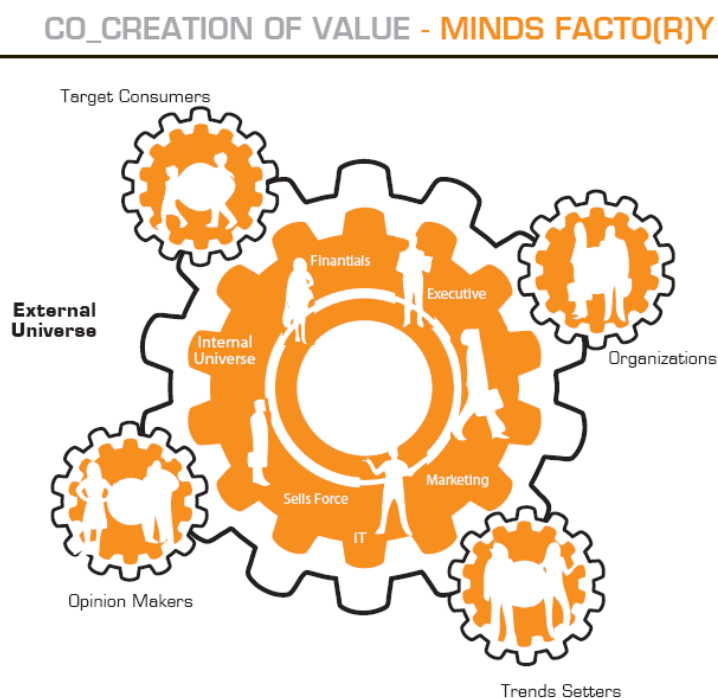 CO_CREATION OF VALUE - MINDS FACTO(R)Y
Target Consumers
Finantials
Executive
External
Universe
Internal
Universe
Organizations
Marketing
Sells Force
IT
Opinion Makers
Trends Setters